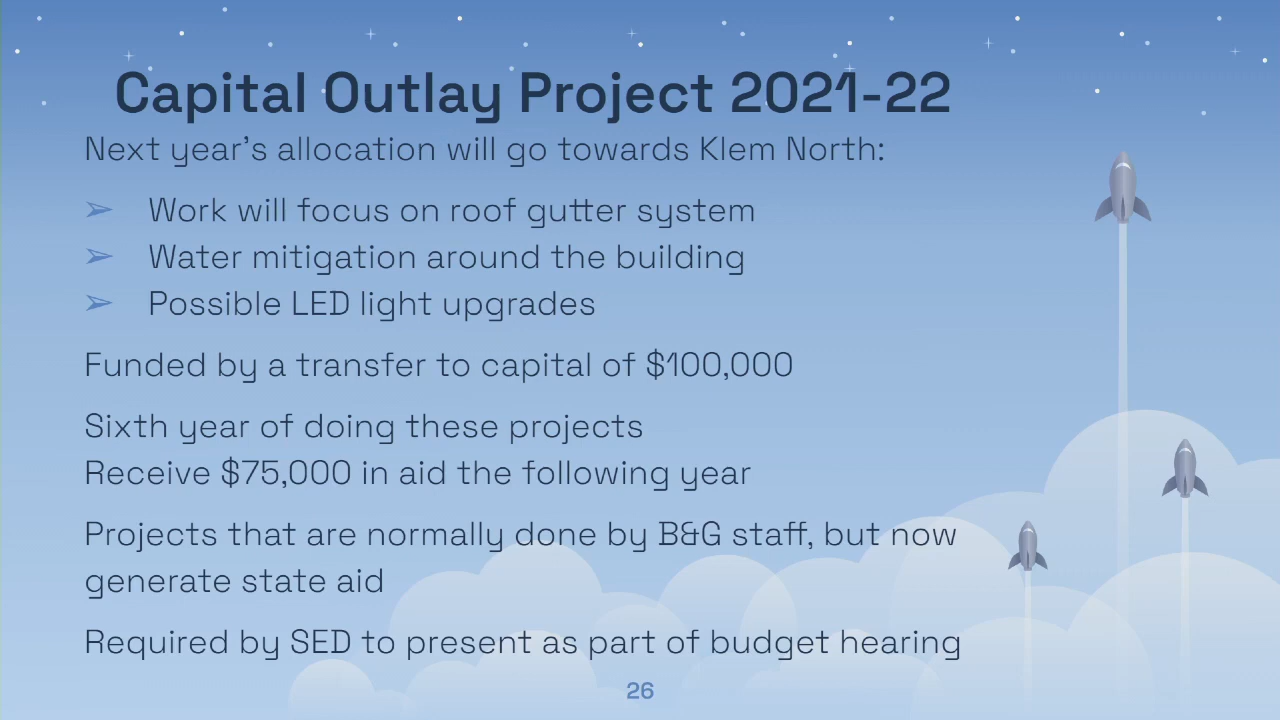 Capital Outlay Project 2021-22
Next year's allocation will go towards Klem North:
➢ Work will focus on roof gutter system
➢ Water mitigation around the building
➢ Possible LED light upgrades
Funded by a transfer to capital of $100,000
Sixth year of doing these projects
Receive $75,000 in aid the following year
Projects that are normally done by B&G staff, but now
generate state aid
Required by SED to present as part of budget hearing
26